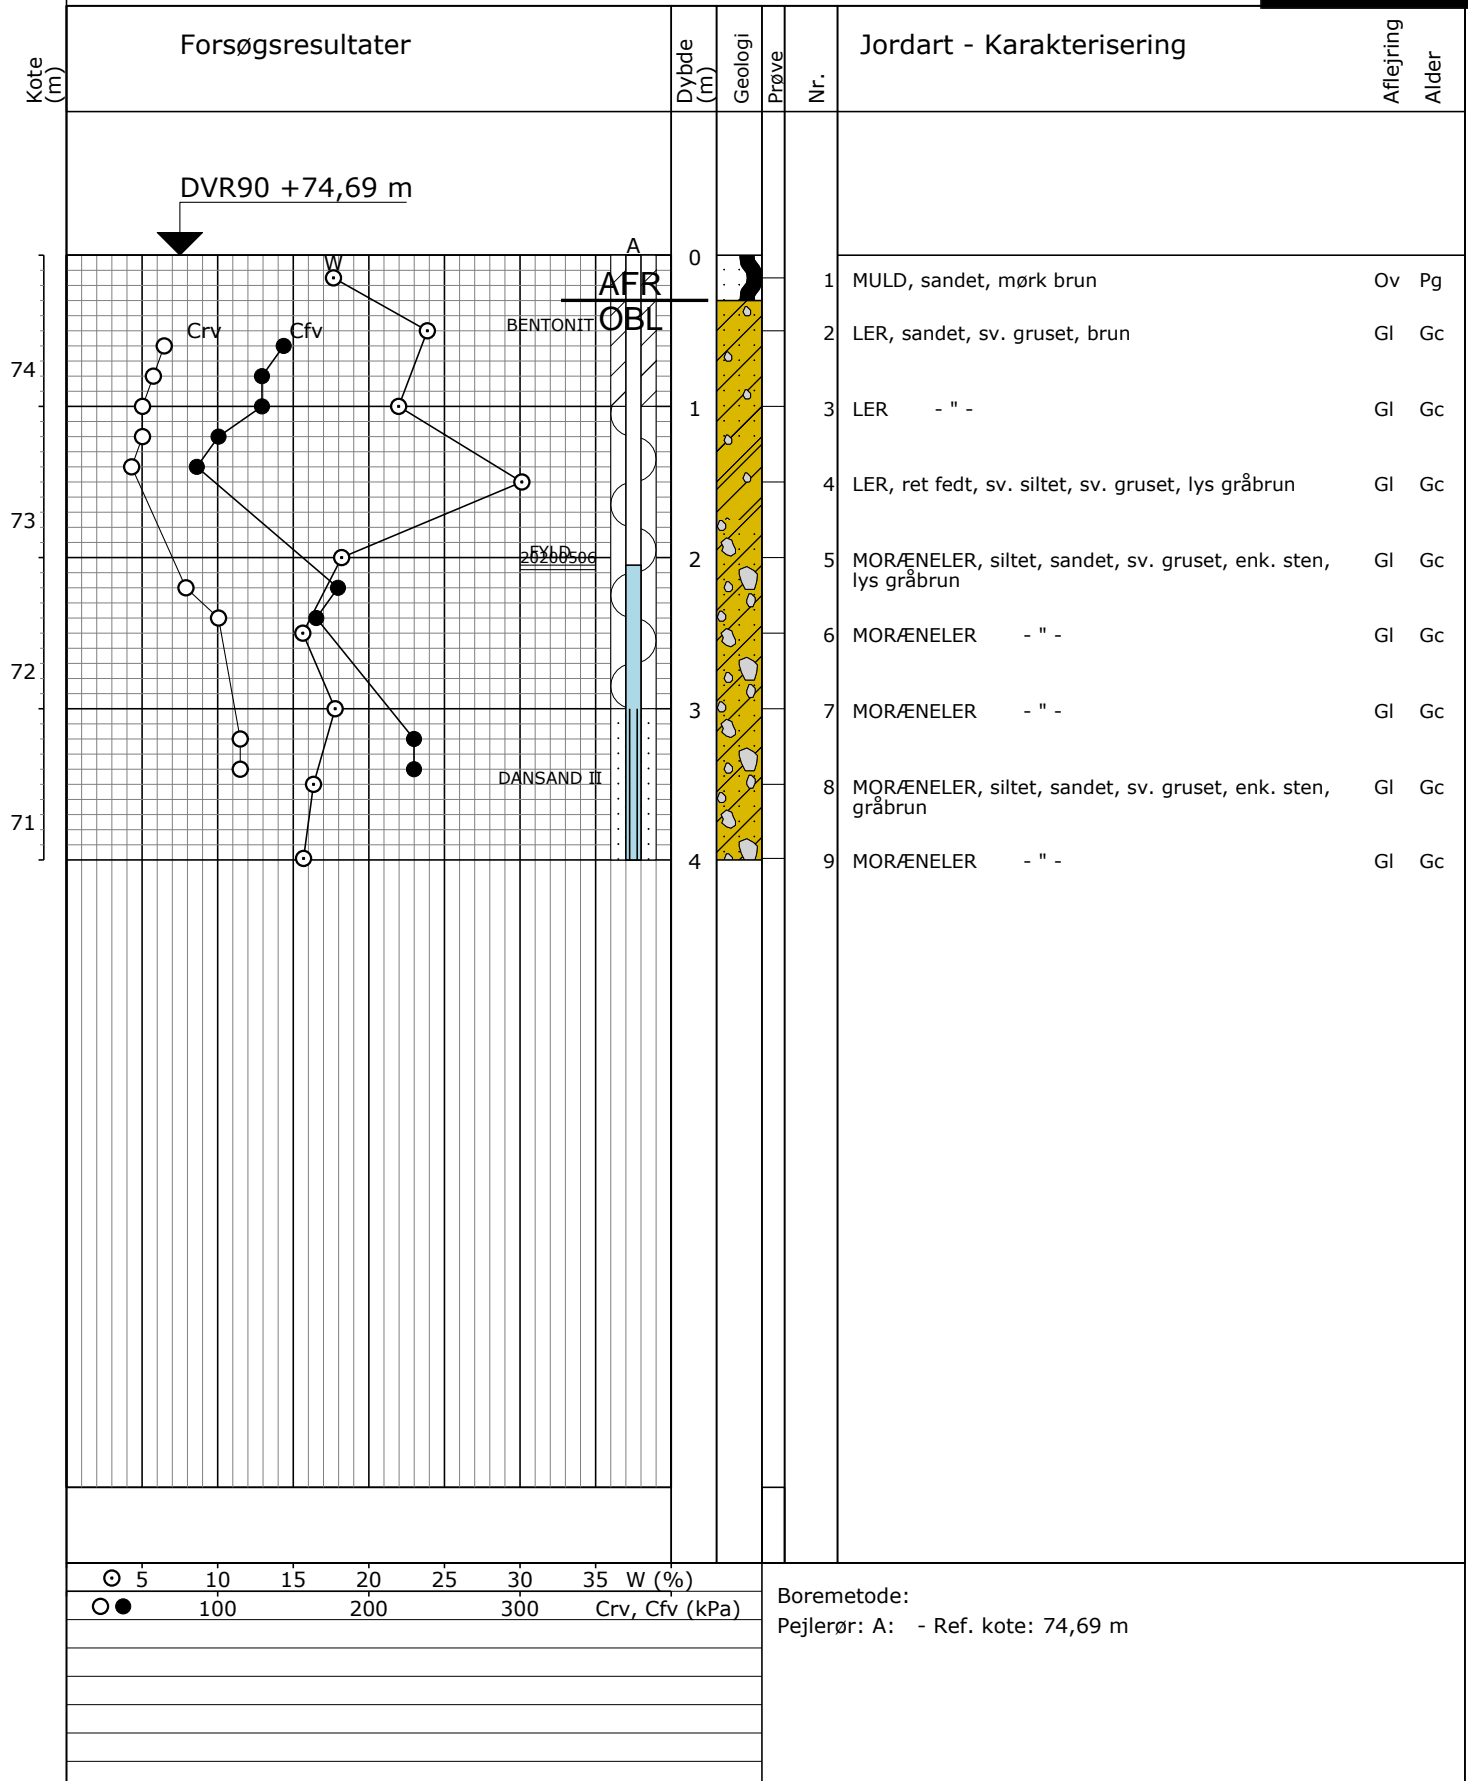 Kote (m)
Forsøgsresultater
Dybde (m)
Geologi
Prøve
Nr.
Jordart - Karakterisering
Aflejring
Alder
DVR90 +74,69 m
W
A
0
AFR
1 MULD, sandet, mørk brun Ov Pg
BENTONIT OBL
Crv Cfv
2 LER, sandet, sv. gruset, brun Gl Gc
74
1
3 LER - " - Gl Gc
4 LER, ret fedt, sv. siltet, sv. gruset, lys gråbrun Gl Gc
73
FYLD
20200506
2
5 MORÆNELER, siltet, sandet, sv. gruset, enk. sten, Gl Gc
lys gråbrun
6 MORÆNELER - " - Gl Gc
72
3
7 MORÆNELER - " - Gl Gc
DANSAND II
8 MORÆNELER, siltet, sandet, sv. gruset, enk. sten, Gl Gc
gråbrun
71
4
9 MORÆNELER - " - Gl Gc
5 10 15 20 25 30 35 W (%)
100 200 300 Crv, Cfv (kPa)
Boremetode:
Pejlerør: A: - Ref. kote: 74,69 m